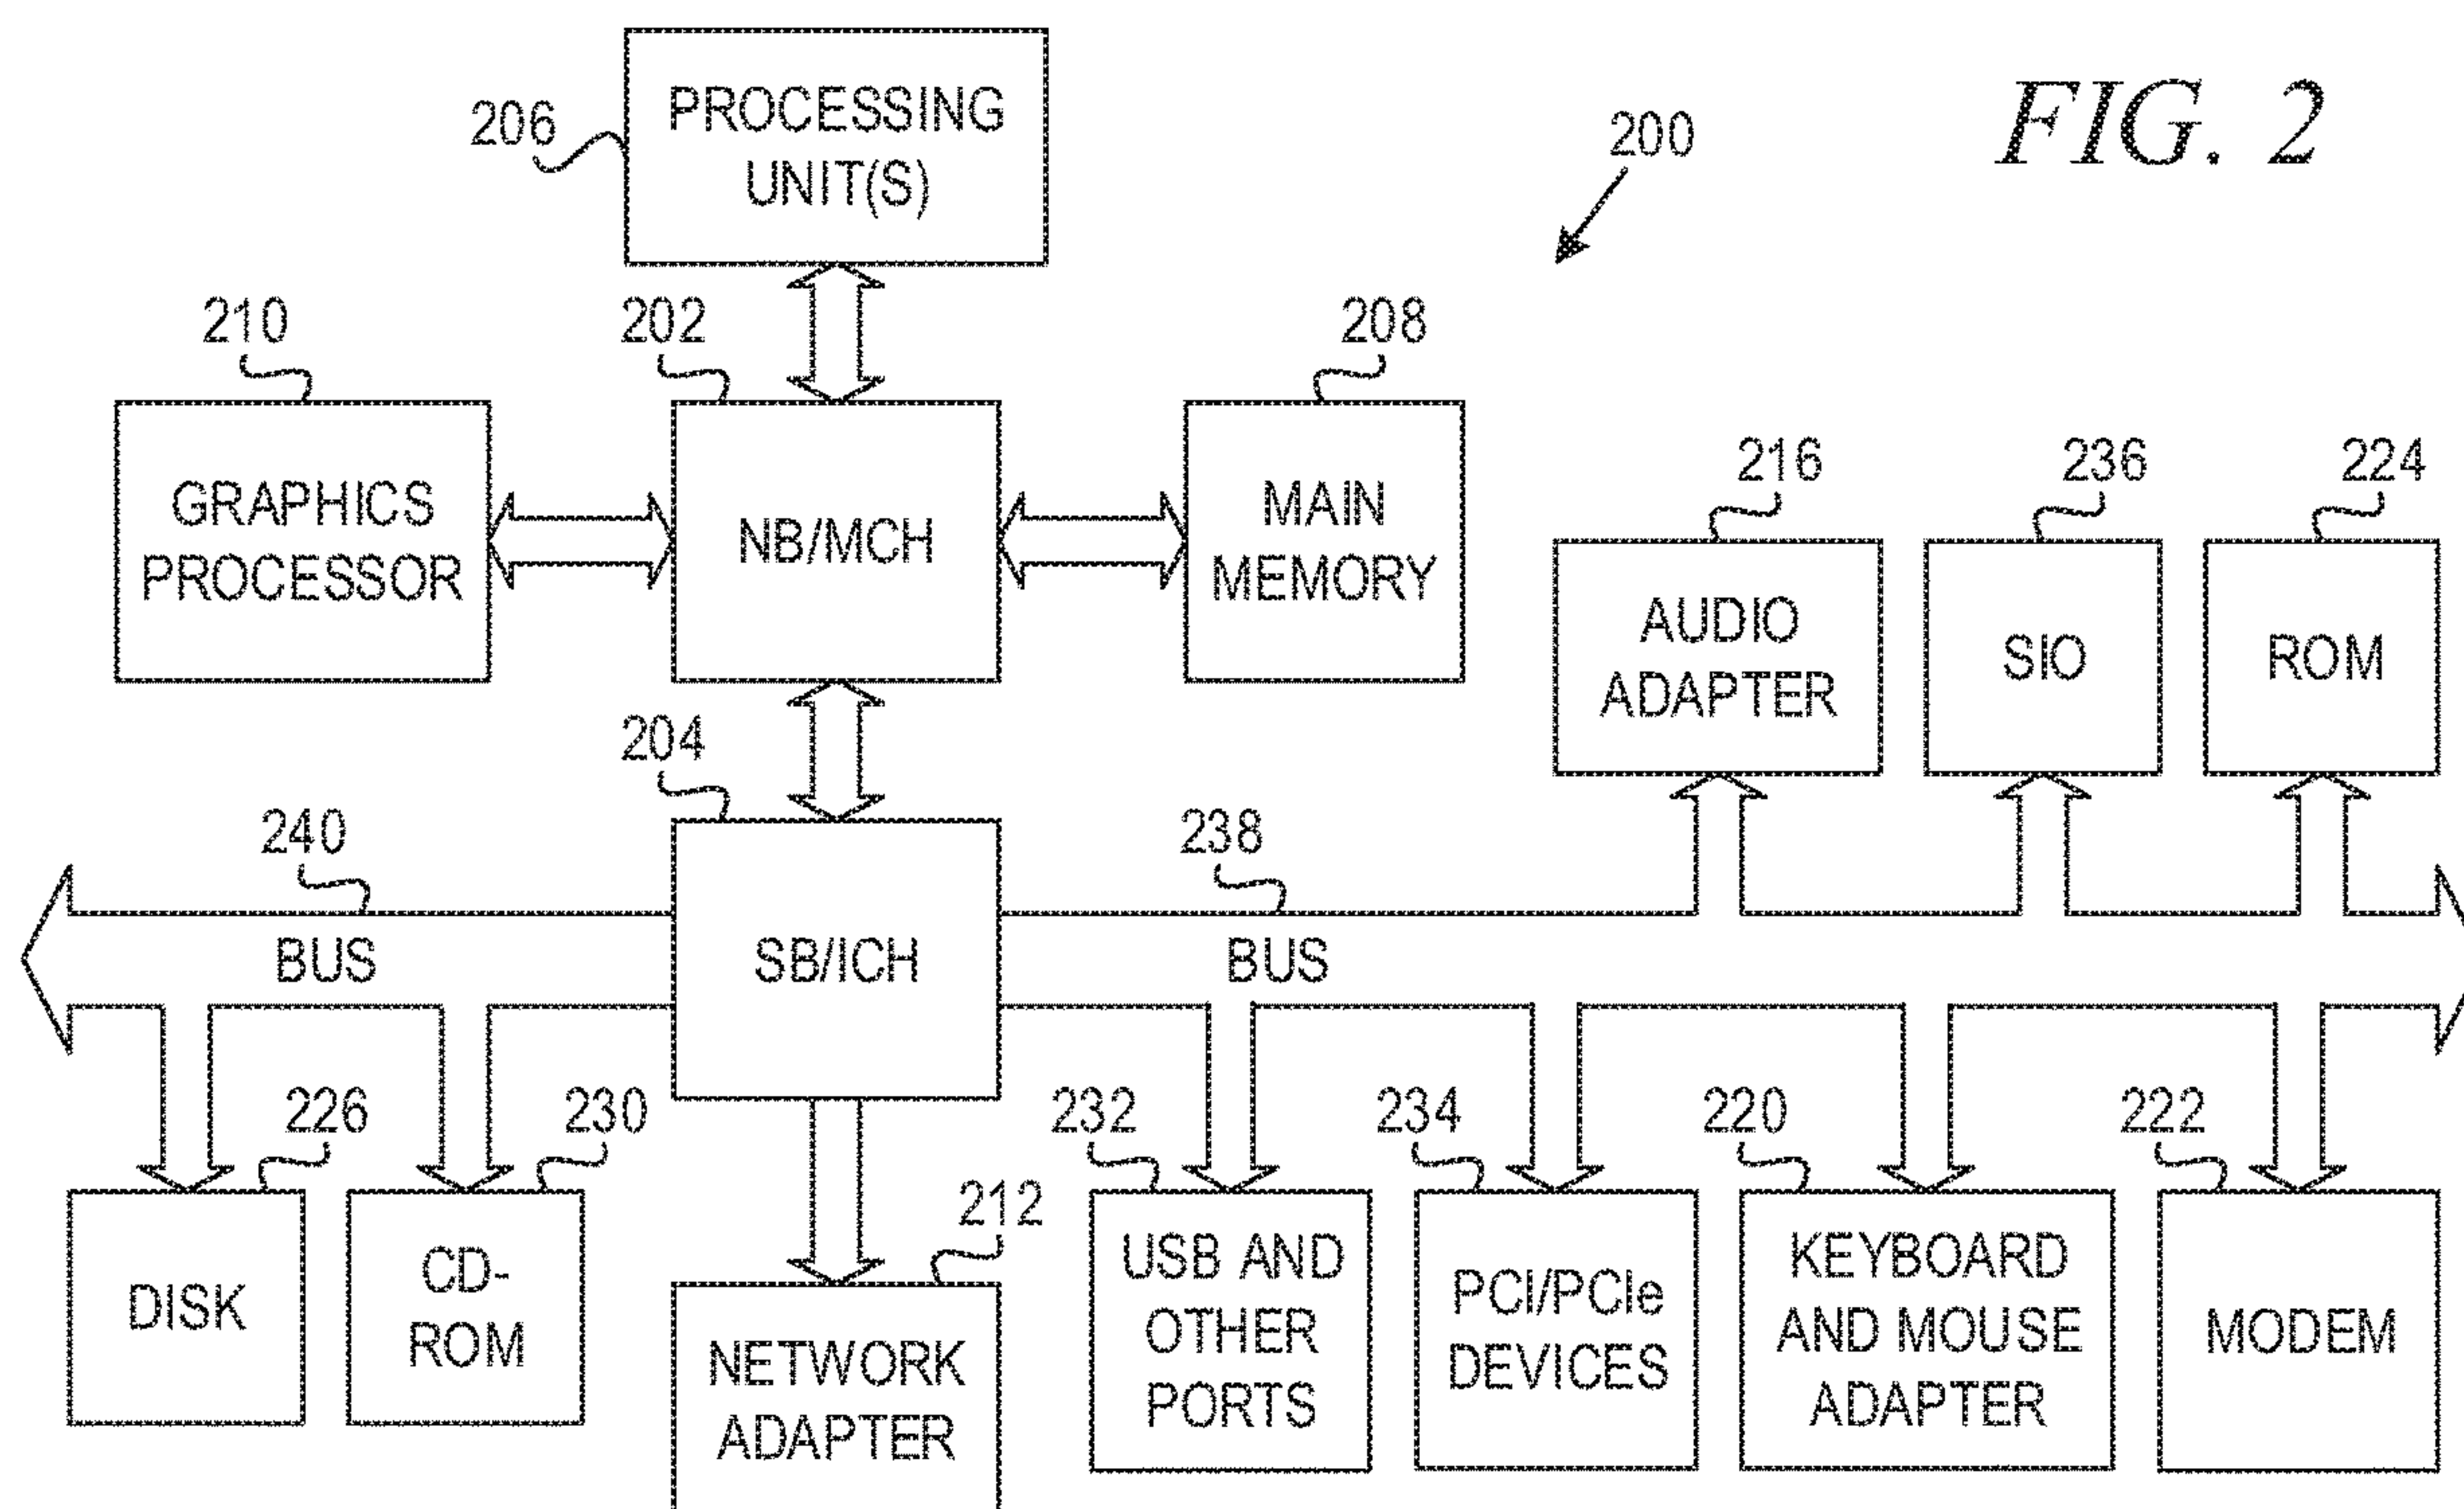 FIG. 2
200
206
PROCESSING
UNIT(S)
210
202
208
GRAPHICS
PROCESSOR
NB/MCH
MAIN
MEMORY
216
236
224
AUDIO
ADAPTER
SIO
ROM
204
240
238
BUS
SB/ICH
BUS
226
230
212
232
234
220
222
DISK
CD-
ROM
NETWORK
ADAPTER
USB AND
OTHER
PORTS
PCI/PCIe
DEVICES
KEYBOARD
AND MOUSE
ADAPTER
MODEM